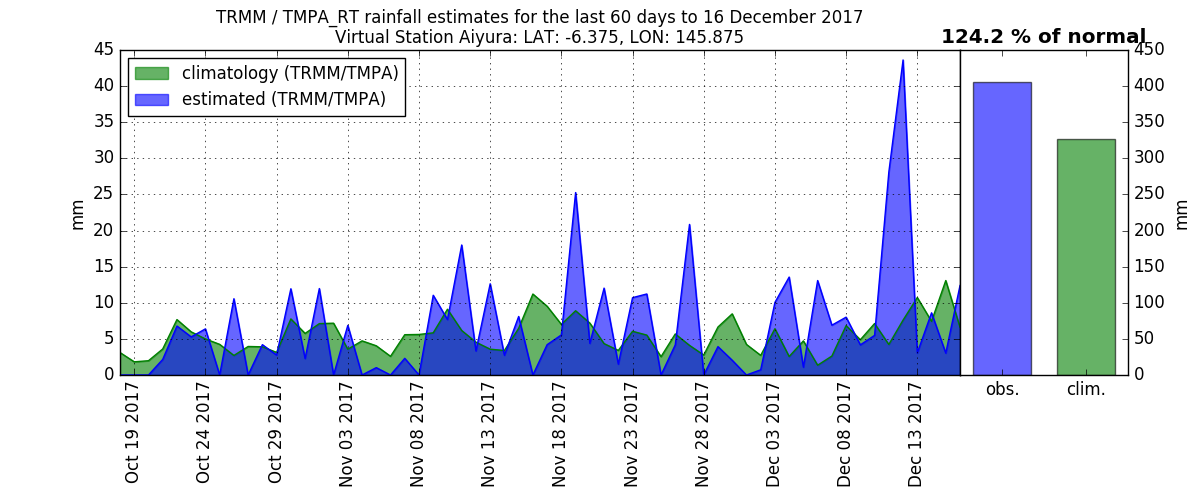 TRMM / TMPA_RT rainfall estimates for the last 60 days to 16 December 2017
Virtual Station Aiyura: LAT: -6.375, LON: 145.875
124.2 % of normal
climatology (TRMM/TMPA)
estimated (TRMM/TMPA)
mm
45
40
35
30
25
20
15
10
5
0
Oct 19 2017
Oct 24 2017
Oct 29 2017
Nov 03 2017
Nov 08 2017
Nov 13 2017
Nov 18 2017
Nov 23 2017
Nov 28 2017
Dec 03 2017
Dec 08 2017
Dec 13 2017
obs.
clim.
450
400
350
300
250
200
150
100
50
0
mm